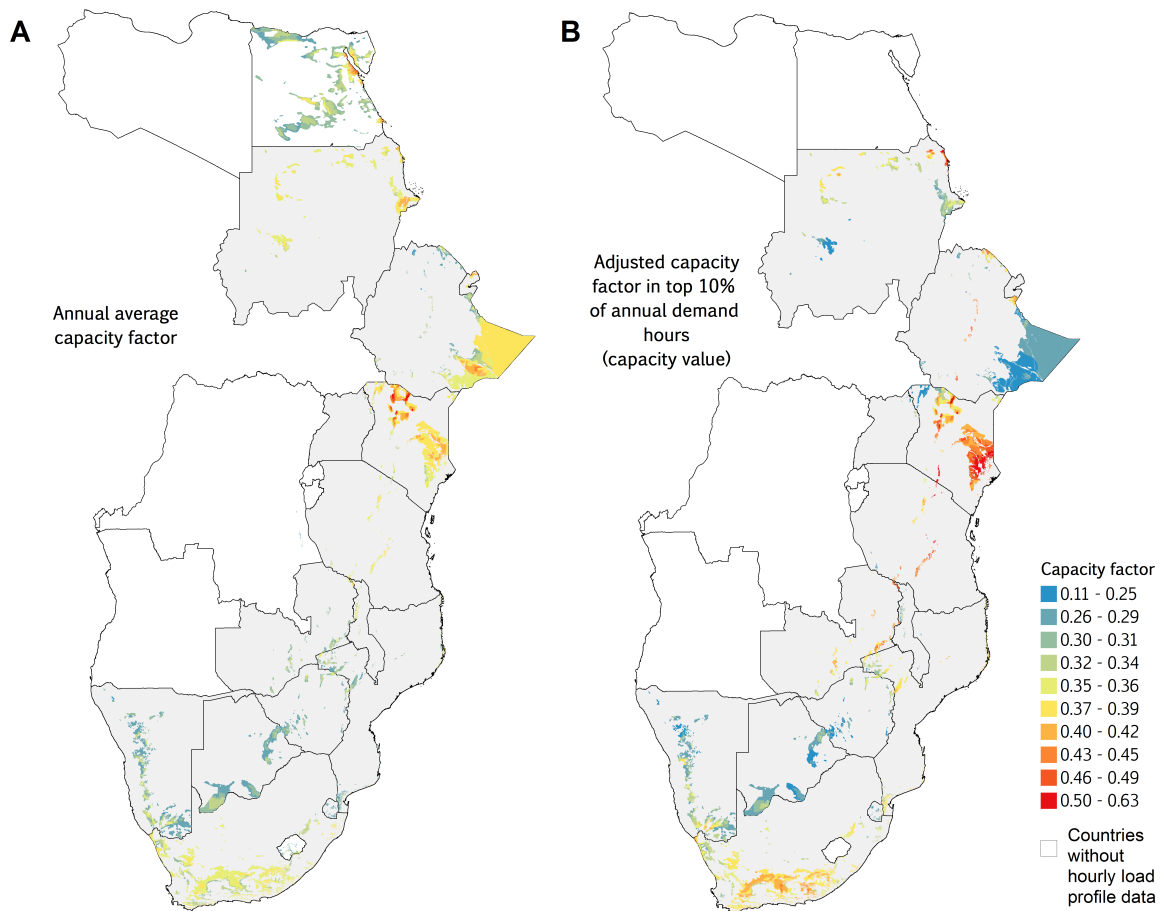 A
B
Annual average
capacity factor
Adjusted capacity
factor in top 10%
of annual demand
hours
(capacity value)
Capacity factor
0.11 - 0.25
0.26 - 0.29
0.30 - 0.31
0.32 - 0.34
0.35 - 0.36
0.37 - 0.39
0.40 - 0.42
0.43 - 0.45
0.46 - 0.49
0.50 - 0.63
Countries
without
hourly load
profile data